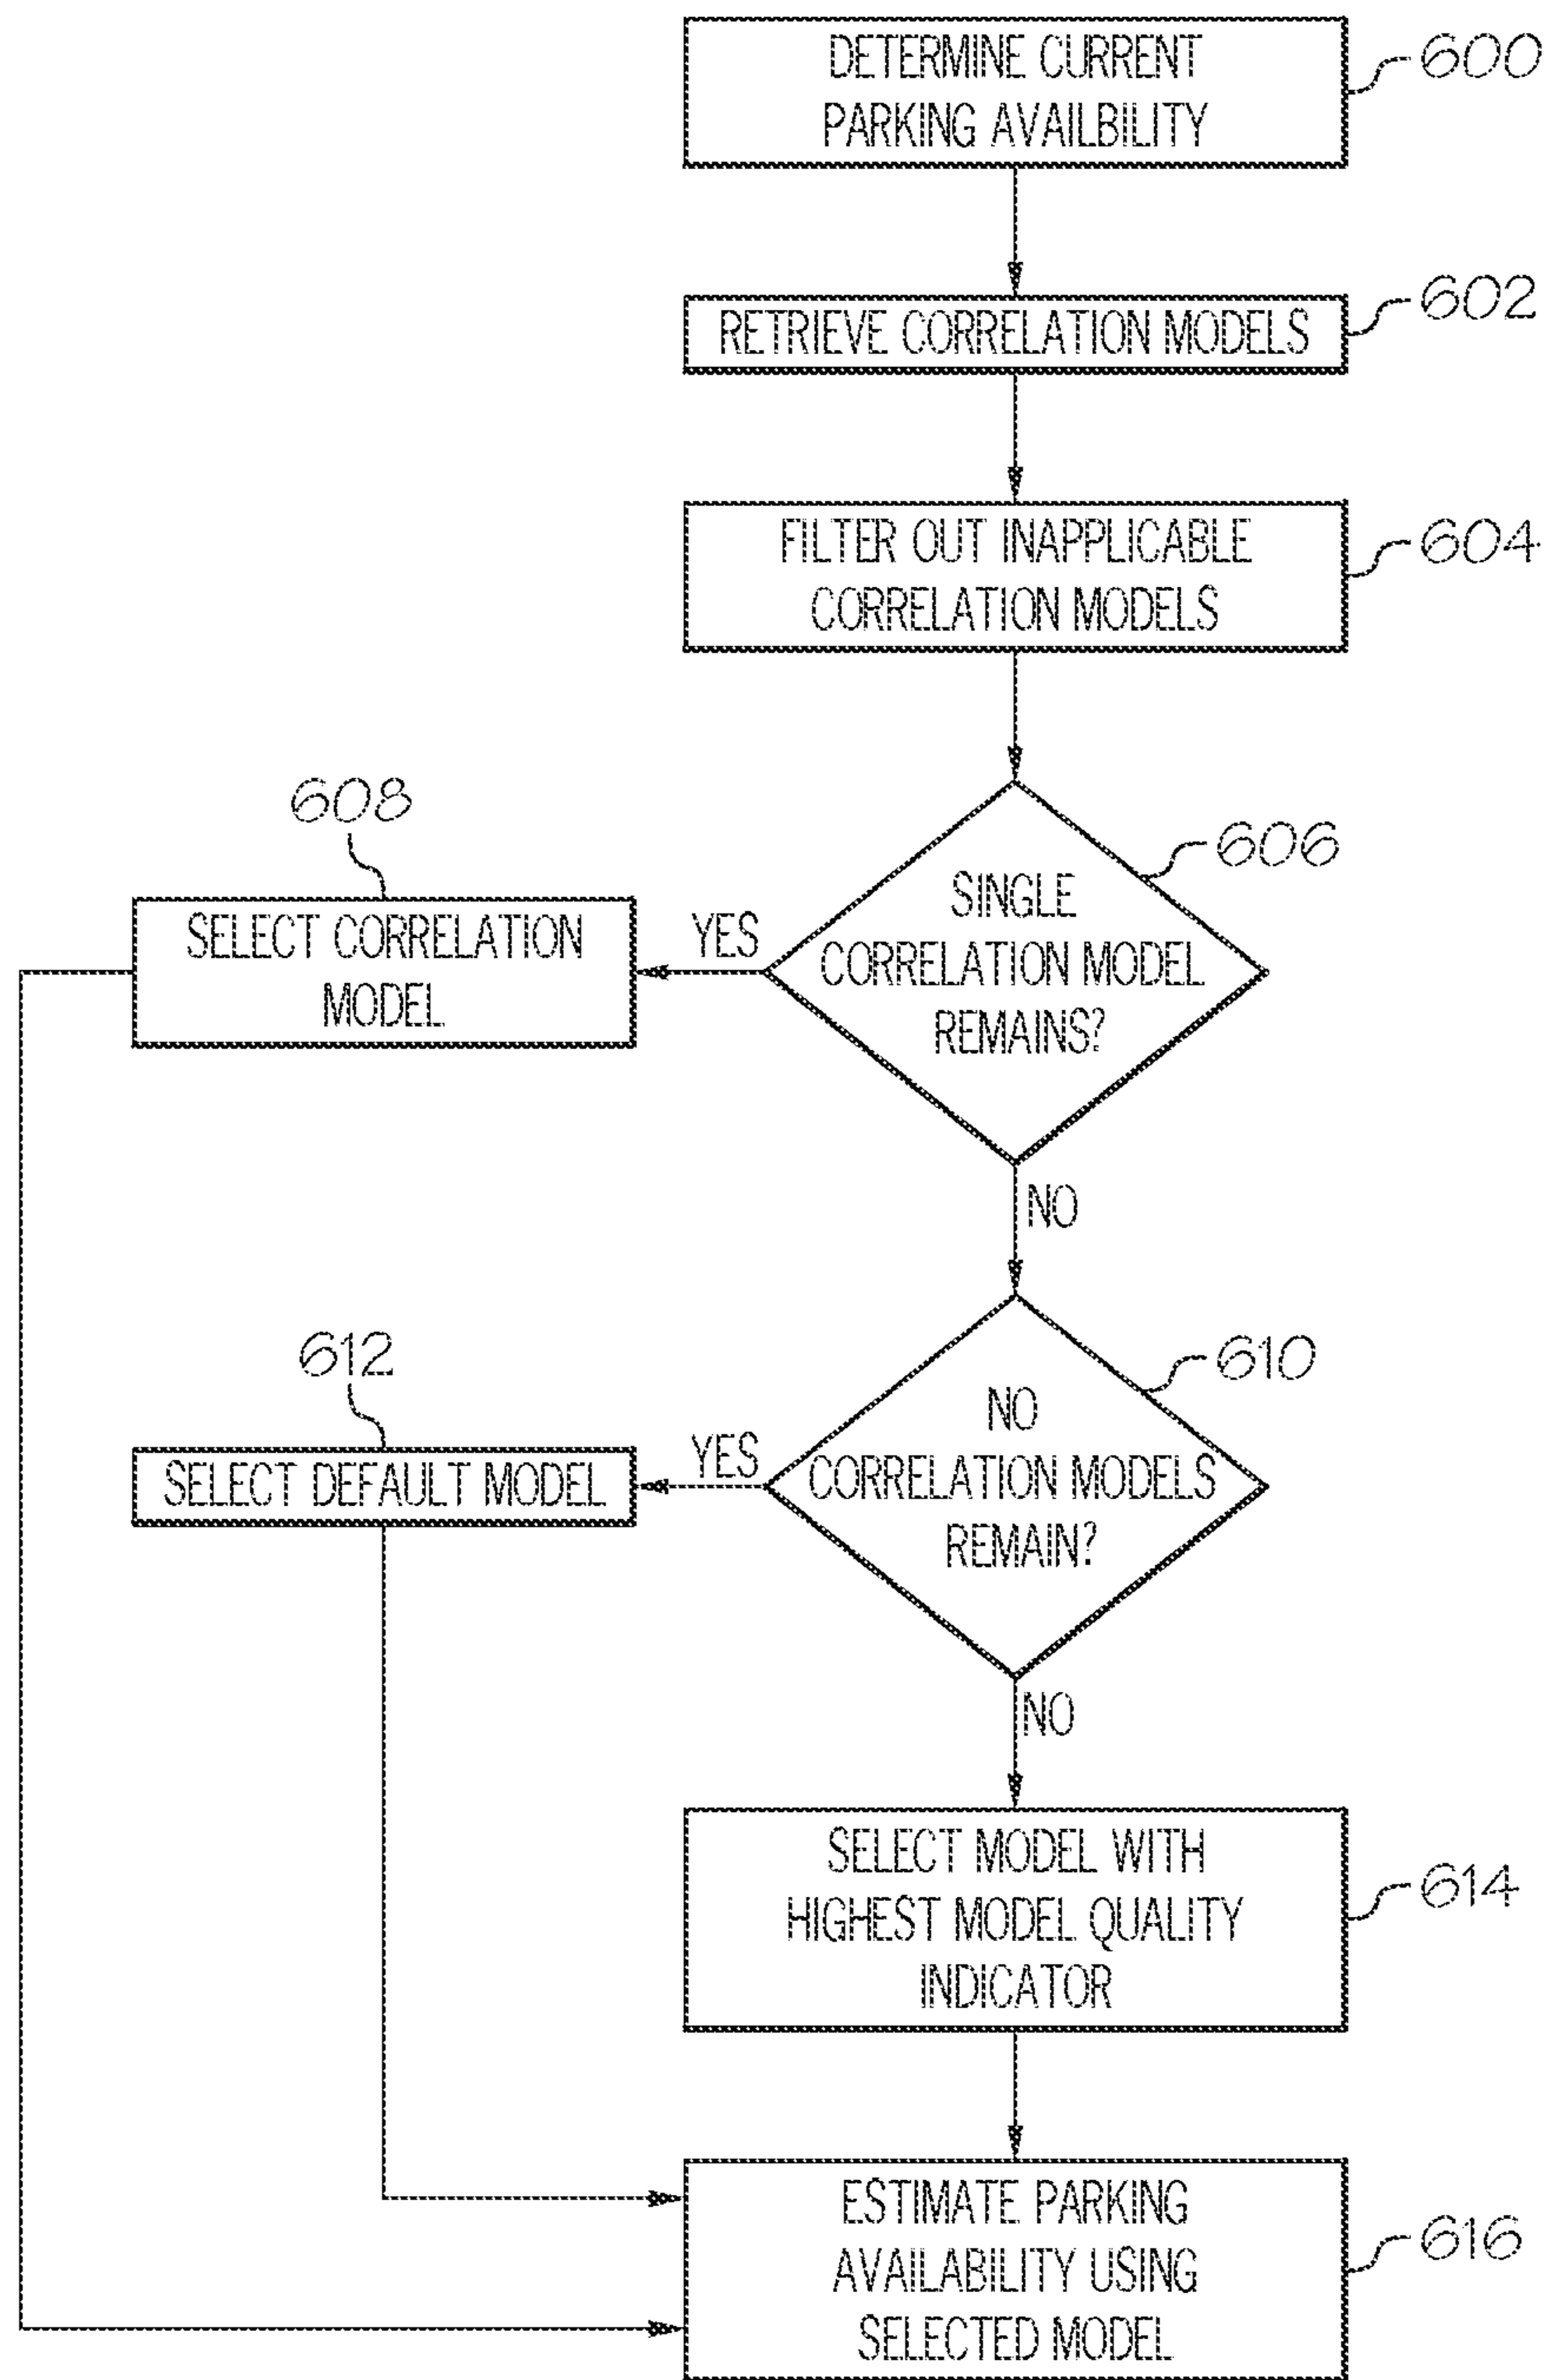 DETERMINE CURRENT
PARKING AVAILBILITY
600
RETRIEVE CORRELATION MODELS
602
FILTER OUT INAPPLICABLE
CORRELATION MODELS
604
SINGLE
CORRELATION MODEL
REMAINS?
606
YES
608
SELECT CORRELATION
MODEL
NO
NO
CORRELATION MODELS
REMAIN?
610
YES
612
SELECT DEFAULT MODEL
NO
SELECT MODEL WITH
HIGHEST MODEL QUALITY
INDICATOR
614
ESTIMATE PARKING
AVAILABILITY USING
SELECTED MODEL
616